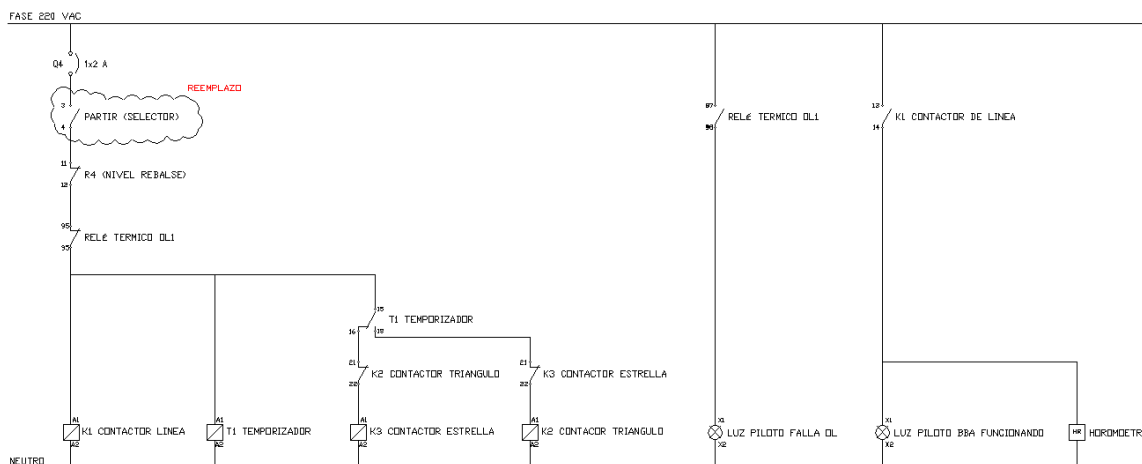 FASE 220 VAC
Q4 1x2 A
REEMPLAZO
3
PARTIR (SELECTOR)
4
97
RELÉ TERMICO OL1
98
13
K1 CONTACTOR DE LINEA
14
11
R4 (NIVEL REBALSE)
12
95
RELÉ TERMICO OL1
95
15
T1 TEMPORIZADOR
16 18
21
K2 CONTACTOR TRIANGULO
22
21
K3 CONTACTOR ESTRELLA
22
A1
K1 CONTACTOR LINEA
A2
A1
T1 TEMPORIZADOR
A2
A1
K3 CONTACTOR ESTRELLA
A2
A1
K2 CONTACOR TRIANGULO
A2
X1
LUZ PILOTO FALLA OL
X2
X1
LUZ PILOTO BBA FUNCIONANDO
X2
HR HOROMOETR
NEUTRO